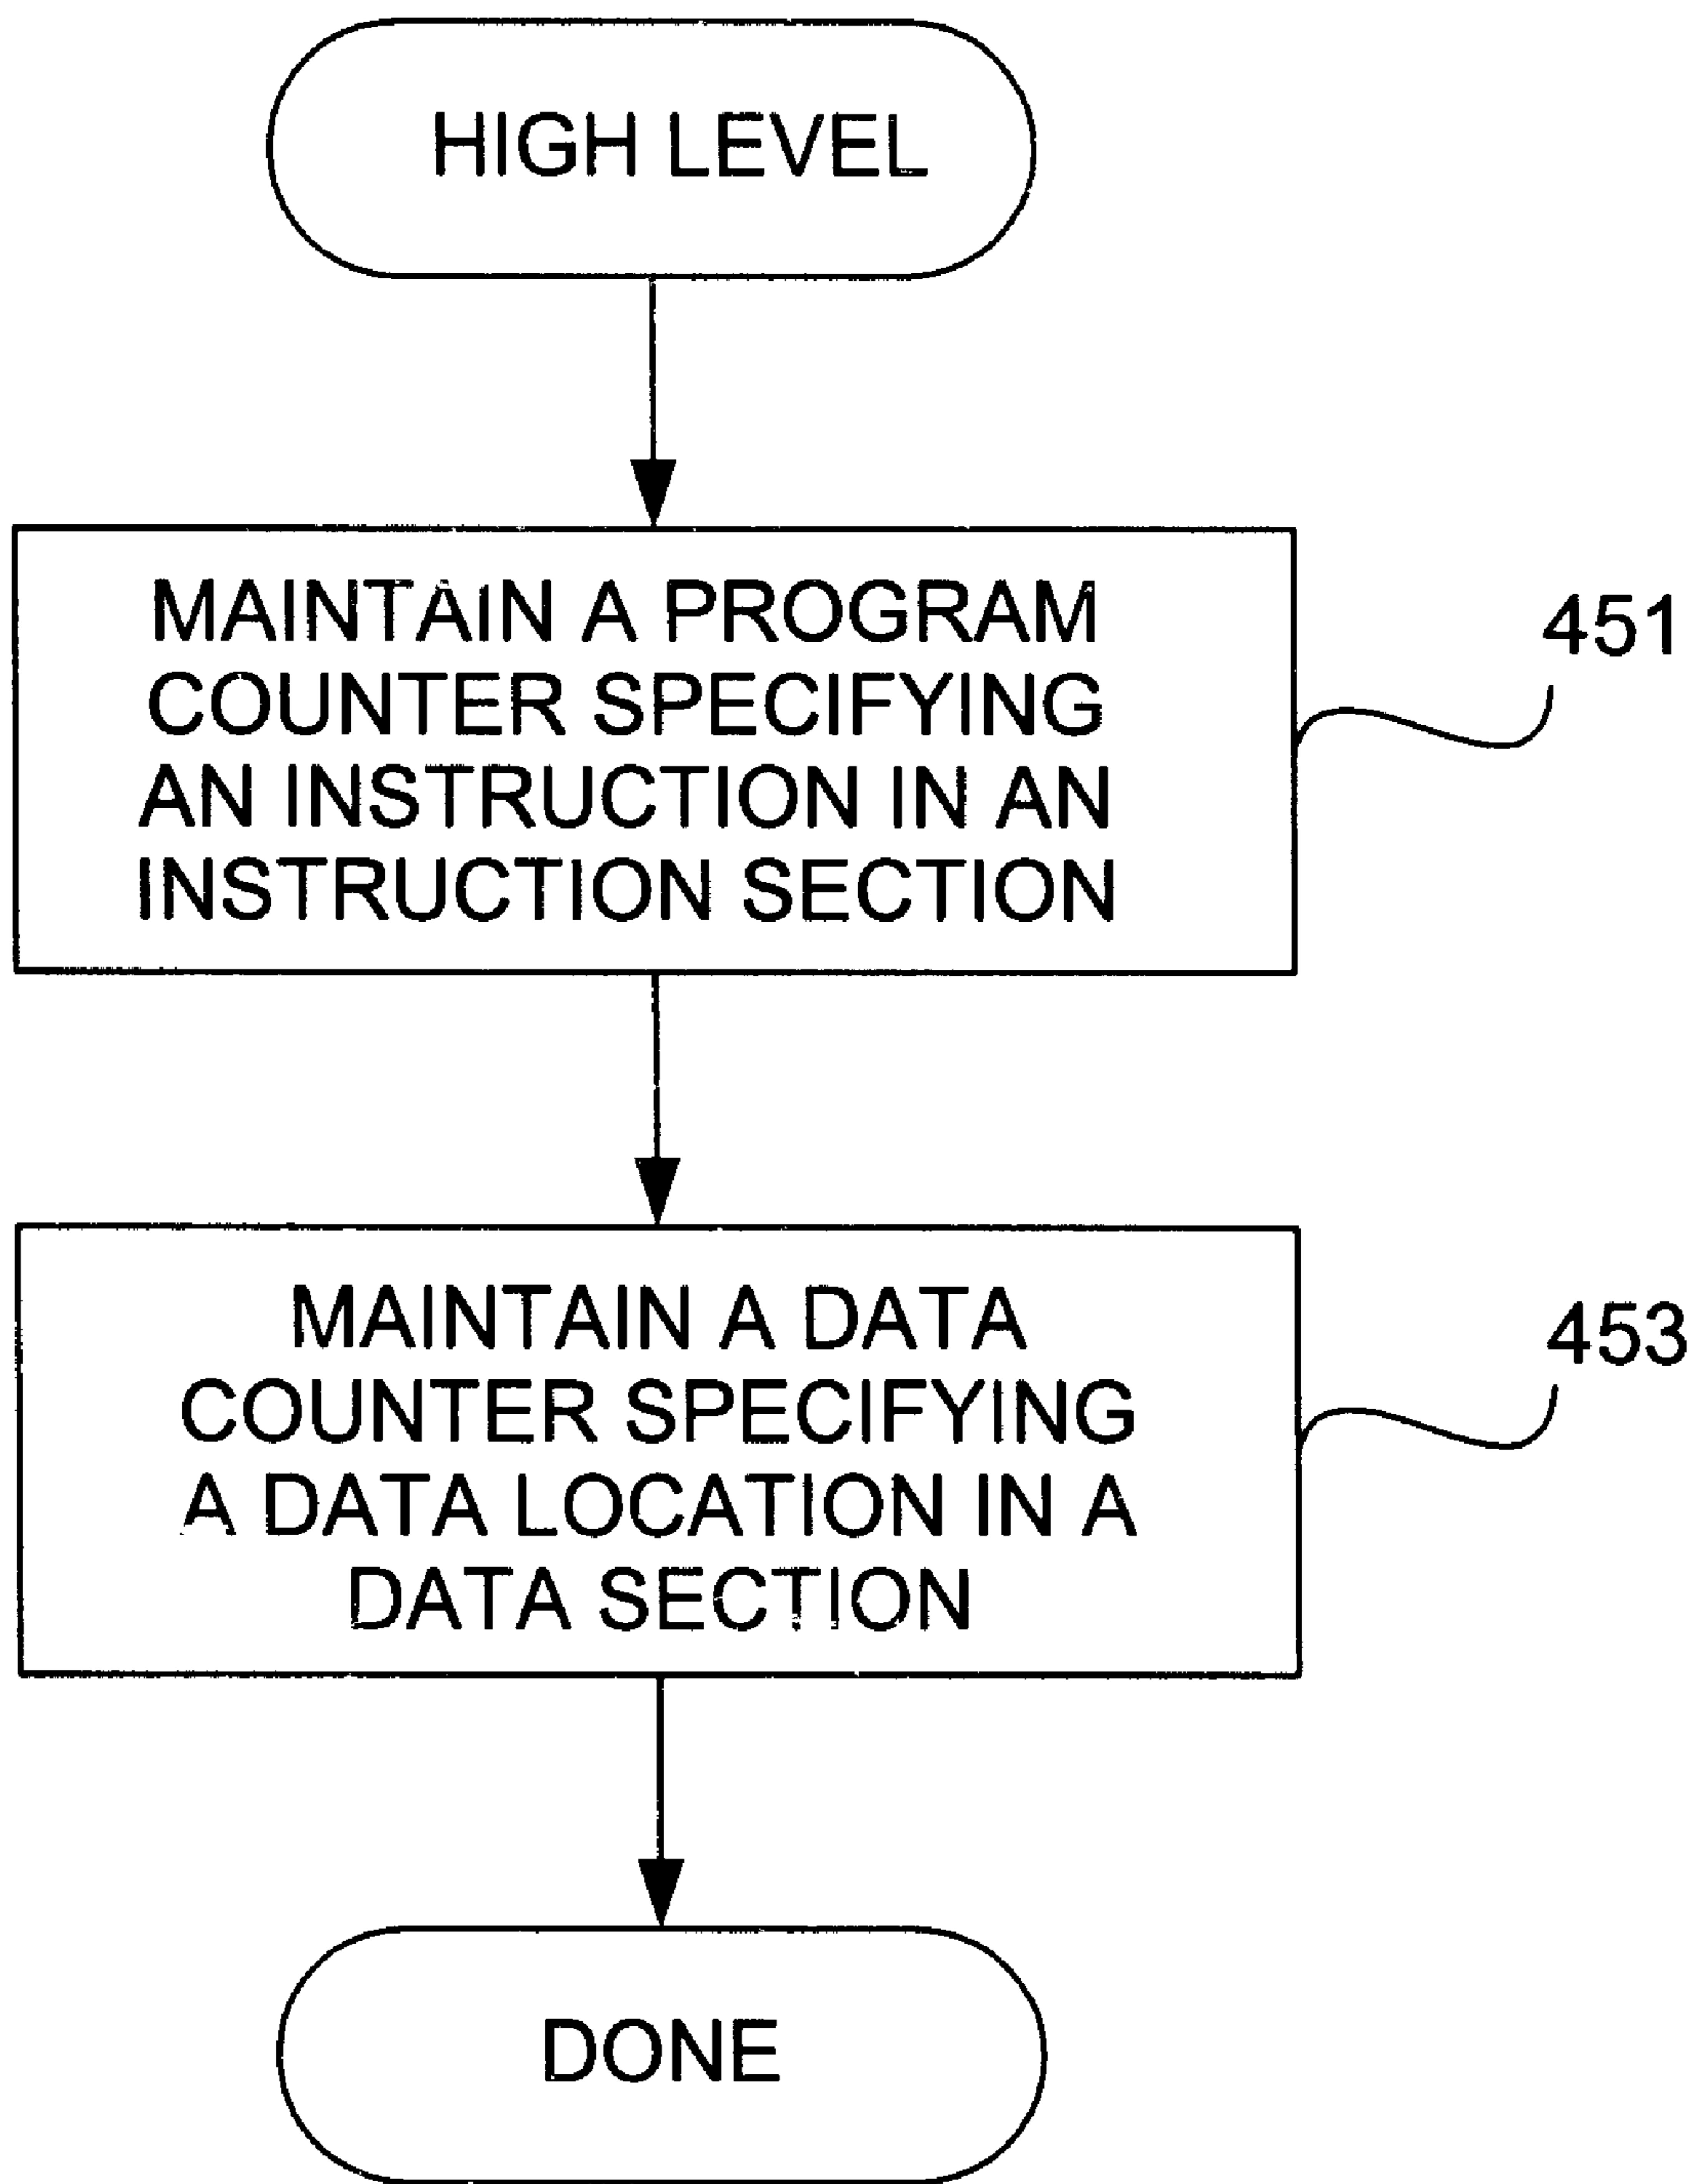 HIGH LEVEL
MAINTAIN A PROGRAM
COUNTER SPECIFYING
AN INSTRUCTION IN AN
INSTRUCTION SECTION
451
MAINTAIN A DATA
COUNTER SPECIFYING
A DATA LOCATION IN A
DATA SECTION
453
DONE